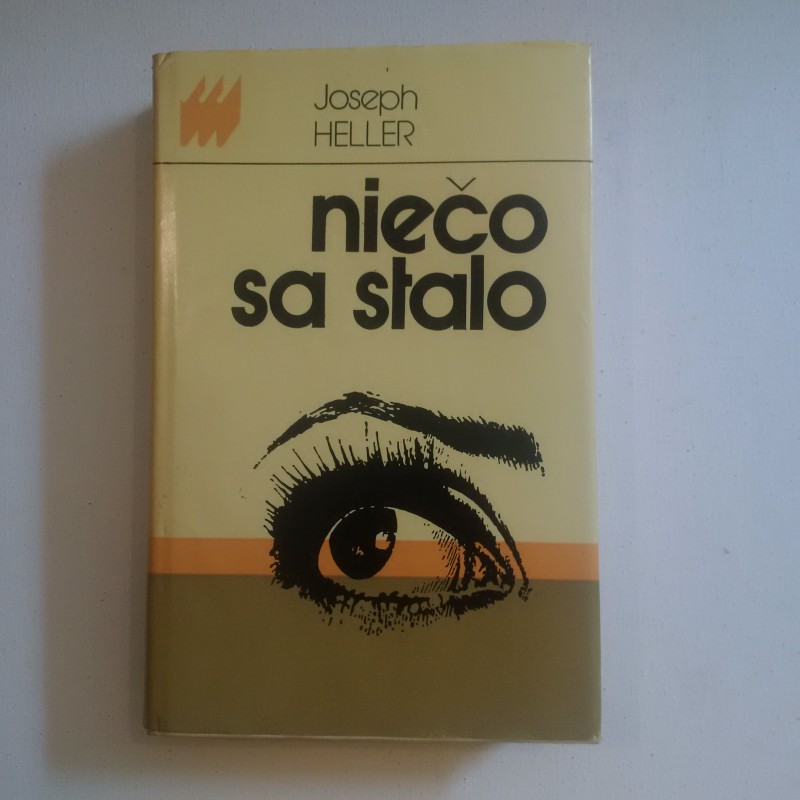 Joseph
HELLER
niečo
sa stalo